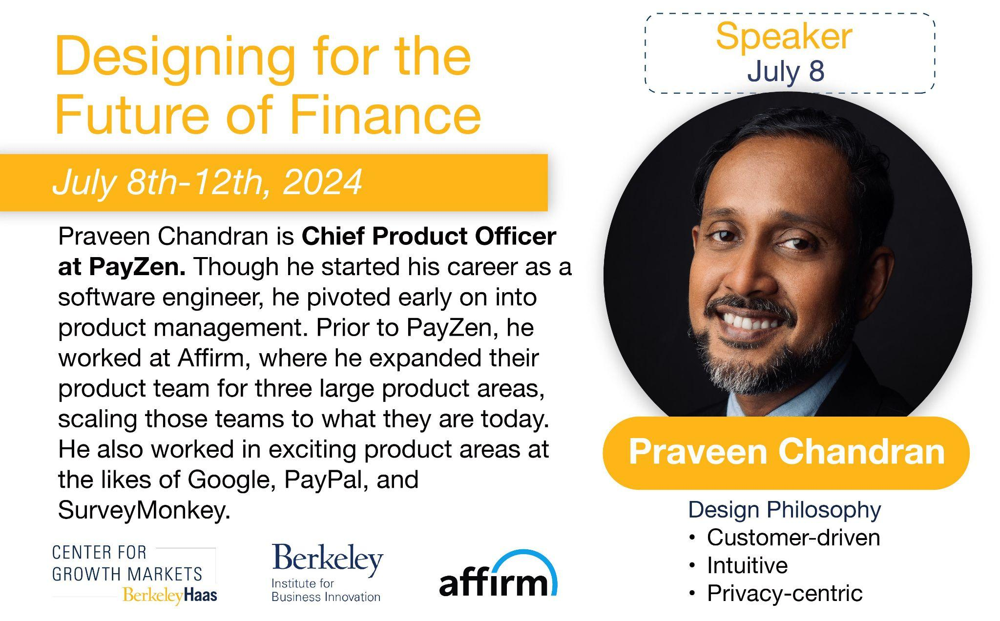 Designing for the
Future of Finance
July 8th-12th, 2024
Praveen Chandran is Chief Product Officer
at PayZen. Though he started his career as a
software engineer, he pivoted early on into
product management. Prior to PayZen, he
worked at Affirm, where he expanded their
product team for three large product areas,
scaling those teams to what they are today.
He also worked in exciting product areas at
the likes of Google, PayPal, and
SurveyMonkey.
CENTER FOR
GROWTH MARKETS
BerkeleyHaas
Berkeley
Institute for
Business Innovation
affirm
Speaker
July 8
Praveen Chandran
Design Philosophy
• Customer-driven
• Intuitive
• Privacy-centric